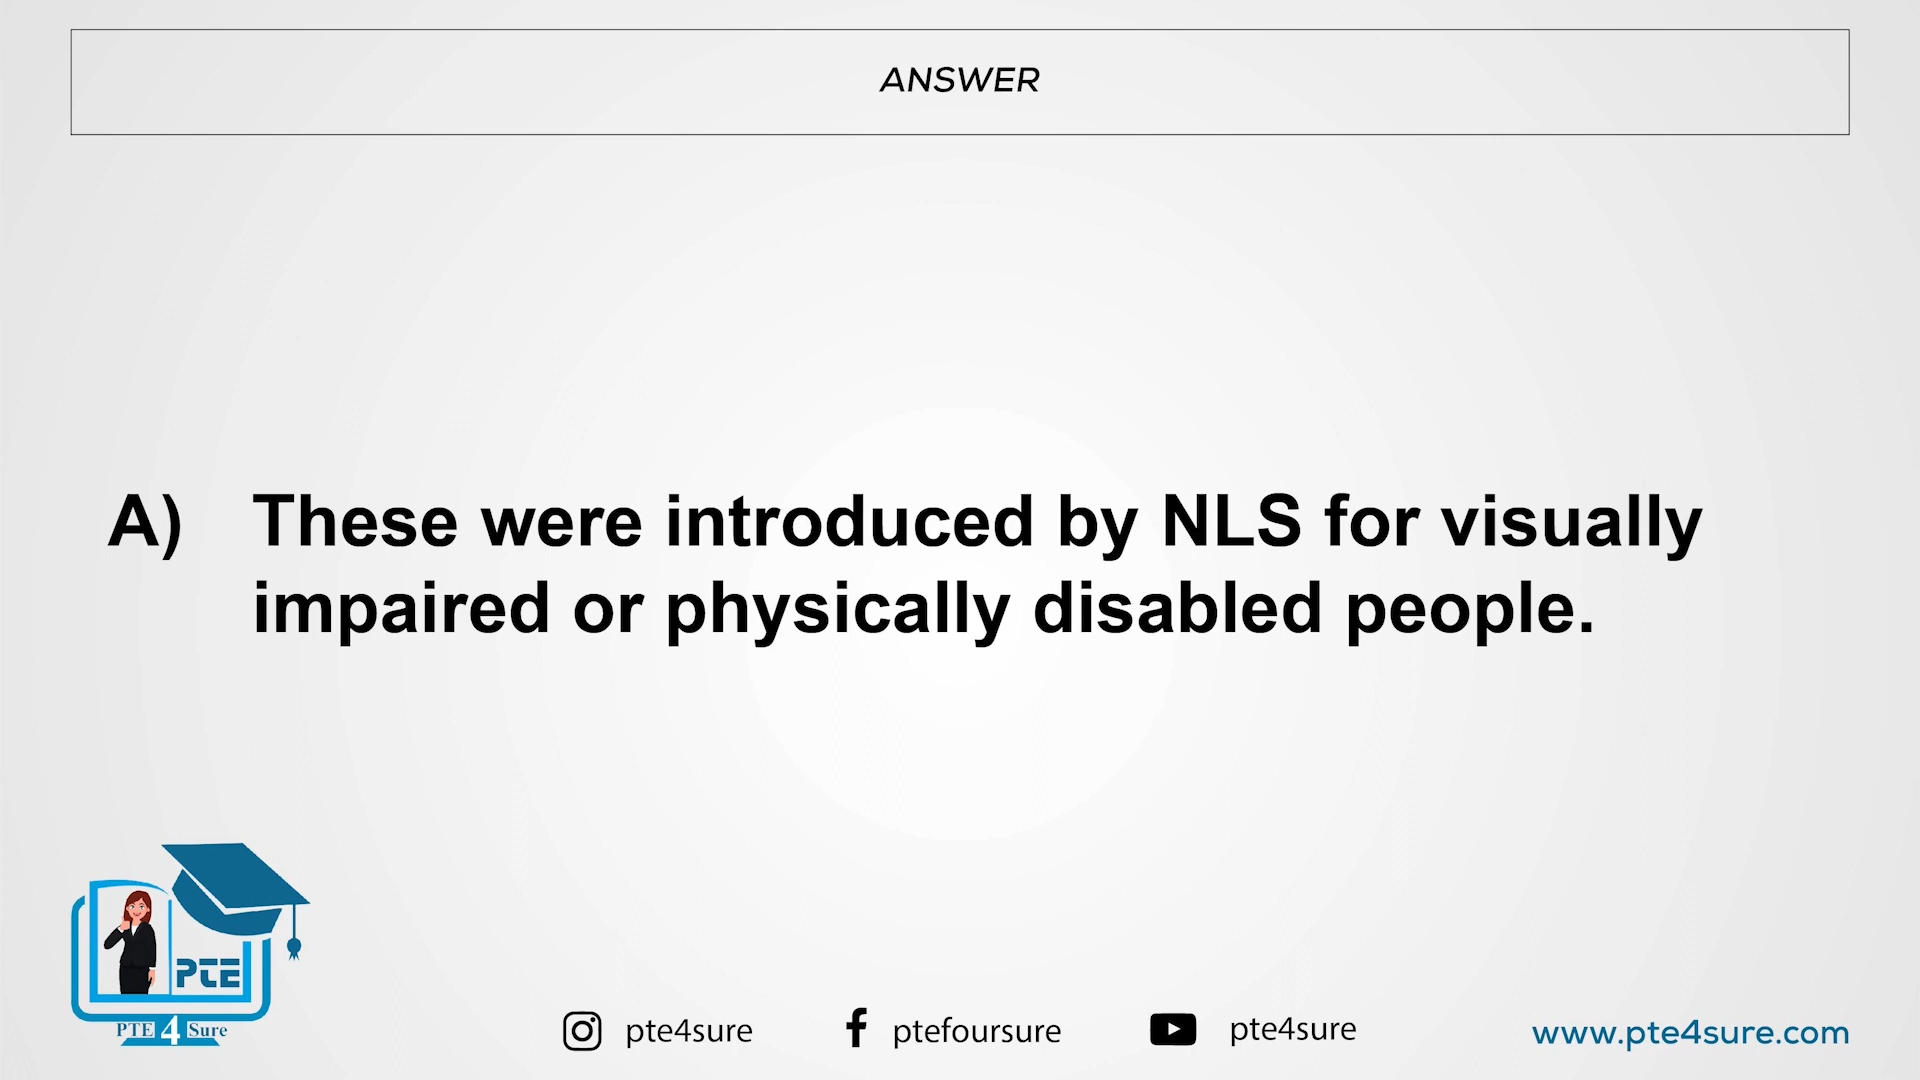 ANSWER
A) These were introduced by NLS for visually
impaired or physically disabled people.
PTE
PTE 4 Sure
pte4sure
ptefoursure
pte4sure
www.pte4sure.com